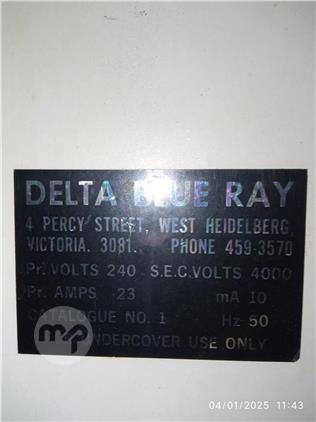 DELTA BLUE RAY
4 PERCY STREET, WEST HEIDELBERG,
VICTORIA. 3081.. PHONE 459-3570
Pr. VOLTS 240 S.E.C. VOLTS 4000
Pr. AMPS ·23 mA 10
CATALOGUE NO. 1 Hz 50
UNDERCOVER USE ONLY
mp
04/01/2025 11:43